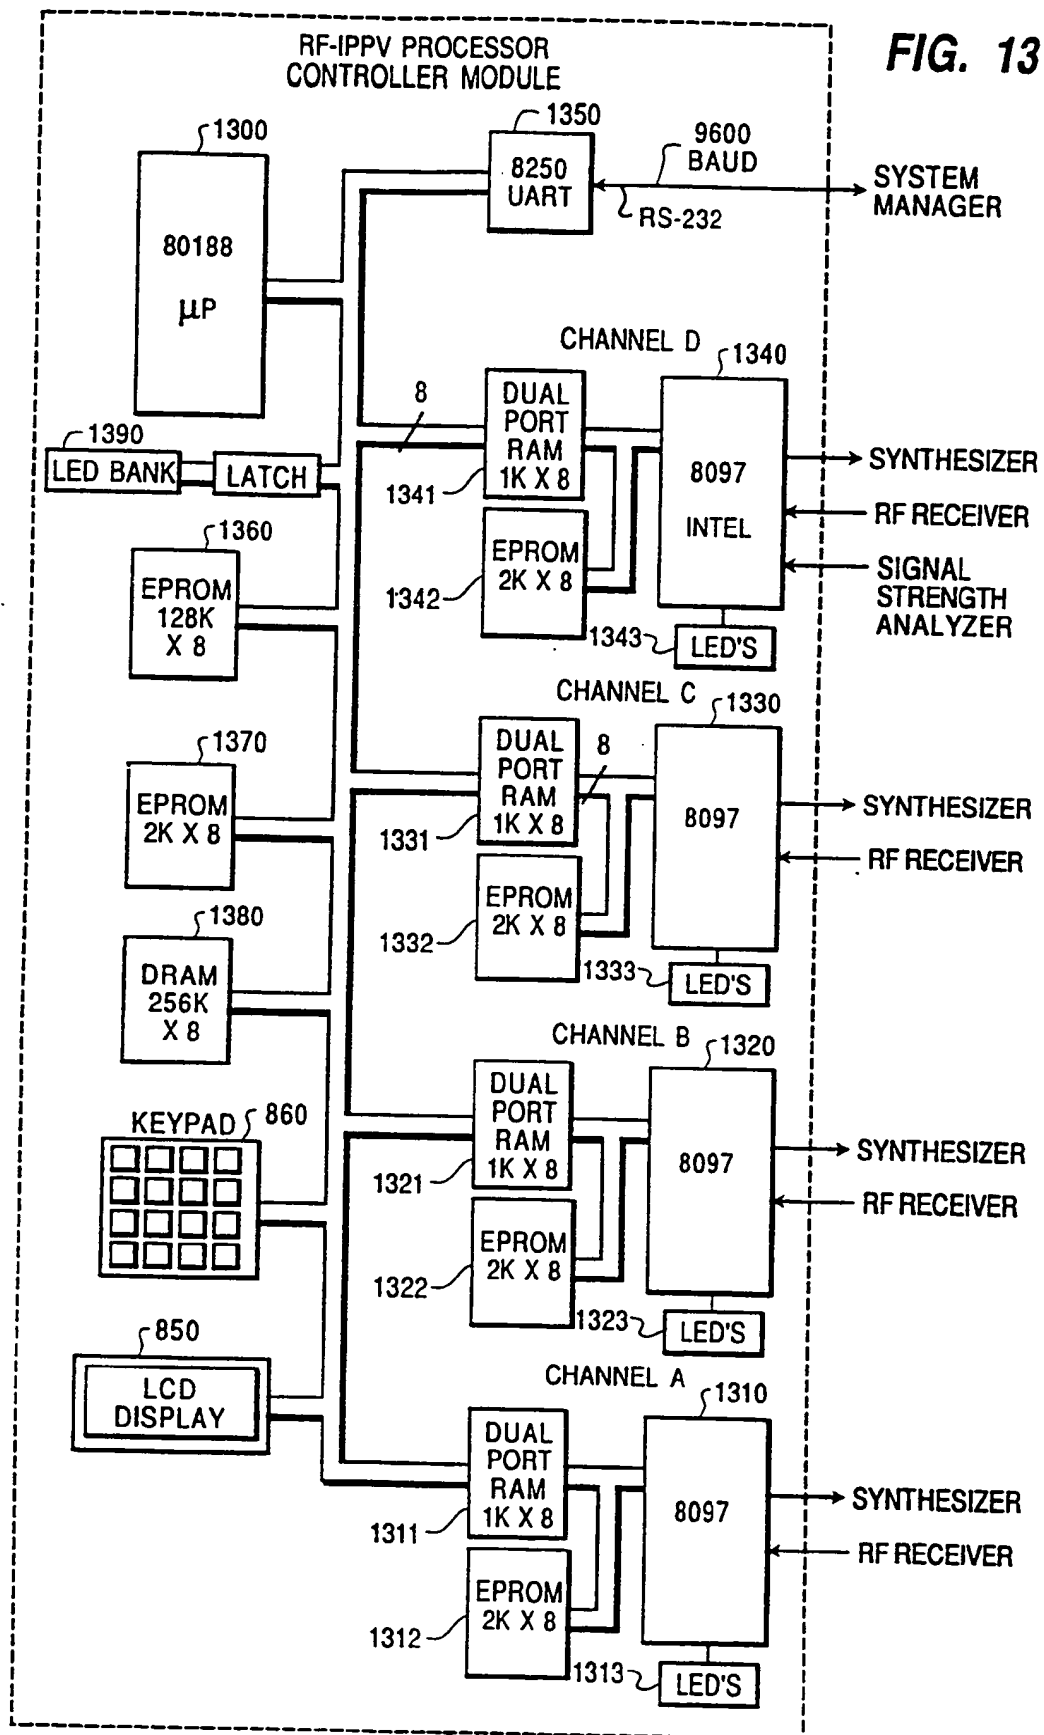 FIG. 13
RF-IPPV PROCESSOR
CONTROLLER MODULE
1300
80188
μP
1350
8250
UART
9600
BAUD
RS-232
SYSTEM
MANAGER
1390
LED BANK
LATCH
1360
EPROM
128K
X 8
1370
EPROM
2K X 8
1380
DRAM
256K
X 8
KEYPAD
860
850
LCD
DISPLAY
CHANNEL D
8
DUAL
PORT
RAM
1K X 8
1341
EPROM
2K X 8
1342
1340
8097
INTEL
1343
LED'S
SYNTHESIZER
RF RECEIVER
SIGNAL
STRENGTH
ANALYZER
CHANNEL C
DUAL
PORT
RAM
1K X 8
1331
8
EPROM
2K X 8
1332
1330
8097
1333
LED'S
SYNTHESIZER
RF RECEIVER
CHANNEL B
DUAL
PORT
RAM
1K X 8
1321
EPROM
2K X 8
1322
1320
8097
1323
LED'S
SYNTHESIZER
RF RECEIVER
CHANNEL A
DUAL
PORT
RAM
1K X 8
1311
EPROM
2K X 8
1312
1310
8097
1313
LED'S
SYNTHESIZER
RF RECEIVER